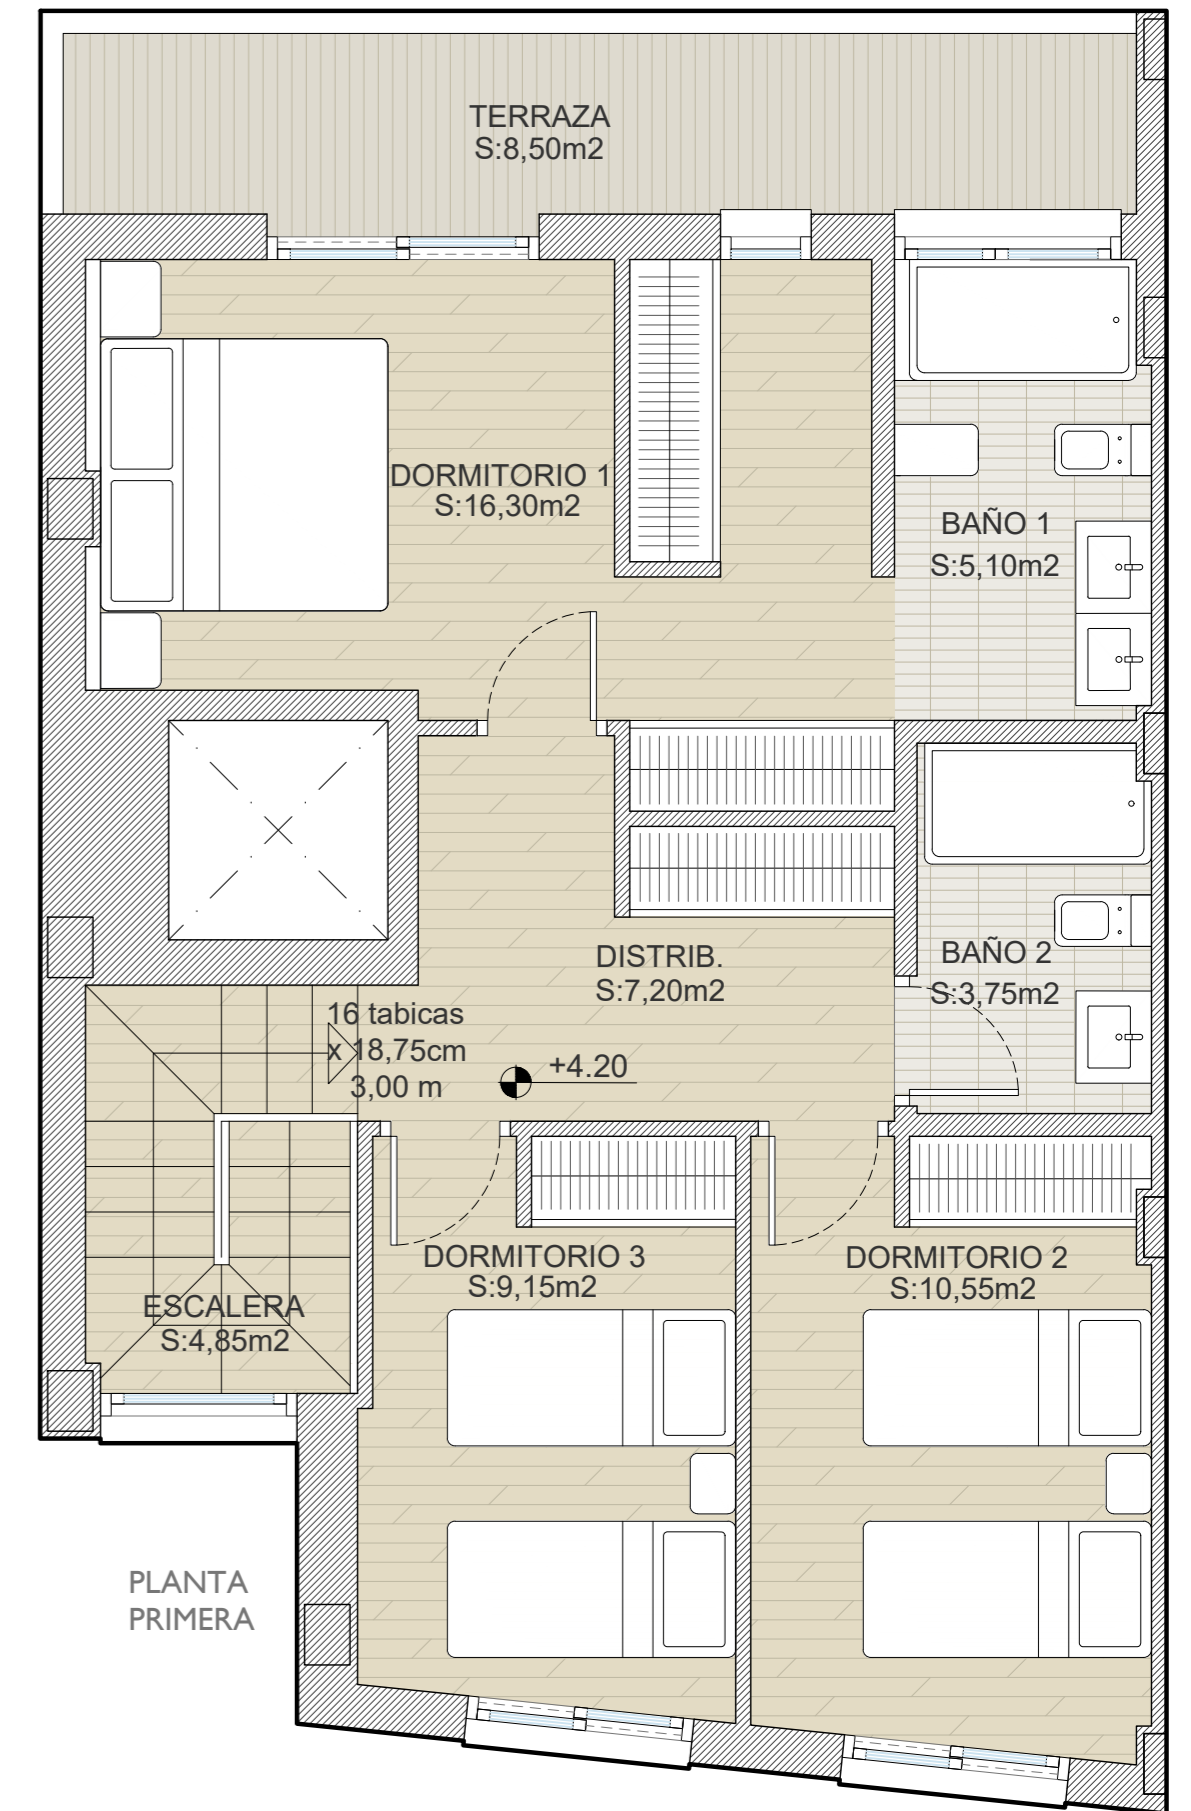 TERRAZA
S:8,50m2
DORMITORIO 1
S:16,30m2
BAÑO 1
S:5,10m2
DISTRIB.
S:7,20m2
BAÑO 2
S:3,75m2
16 tabicas
x 18,75cm
3,00 m
+4.20
DORMITORIO 3
S:9,15m2
DORMITORIO 2
S:10,55m2
ESCALERA
S:4,85m2
PLANTA
PRIMERA